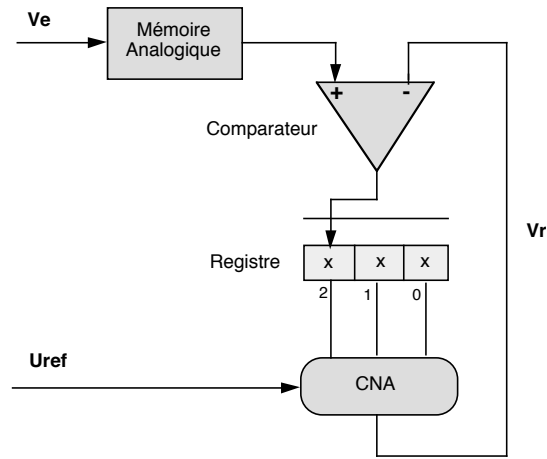 Ve
Mémoire
Analogique
+ -
Comparateur
Vr
Registre
x x x
2 1 0
Uref
CNA